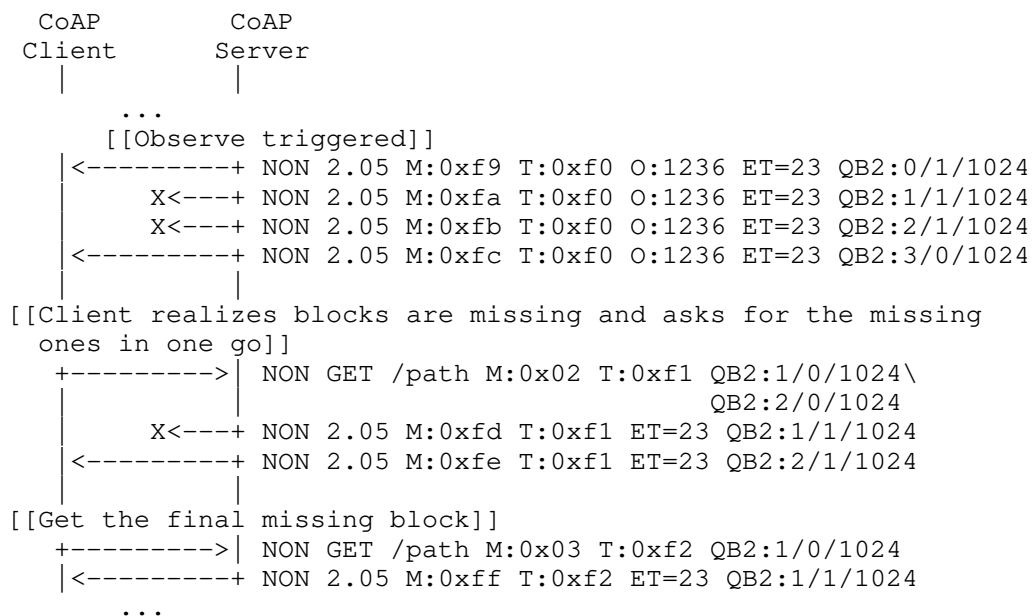 CoAP        CoAP
Client      Server
...
[[Observe triggered]]
|<---------+ NON 2.05 M:0xf9 T:0xf0 O:1236 ET=23 QB2:0/1/1024
X<---+ NON 2.05 M:0xfa T:0xf0 O:1236 ET=23 QB2:1/1/1024
X<---+ NON 2.05 M:0xfb T:0xf0 O:1236 ET=23 QB2:2/1/1024
|<---------+ NON 2.05 M:0xfc T:0xf0 O:1236 ET=23 QB2:3/0/1024
[[Client realizes blocks are missing and asks for the missing
ones in one go]]
+--------->| NON GET /path M:0x02 T:0xf1 QB2:1/0/1024\
QB2:2/0/1024
X<---+ NON 2.05 M:0xfd T:0xf1 ET=23 QB2:1/1/1024
|<---------+ NON 2.05 M:0xfe T:0xf1 ET=23 QB2:2/1/1024
[[Get the final missing block]]
+--------->| NON GET /path M:0x03 T:0xf2 QB2:1/0/1024
|<---------+ NON 2.05 M:0xff T:0xf2 ET=23 QB2:1/1/1024
...